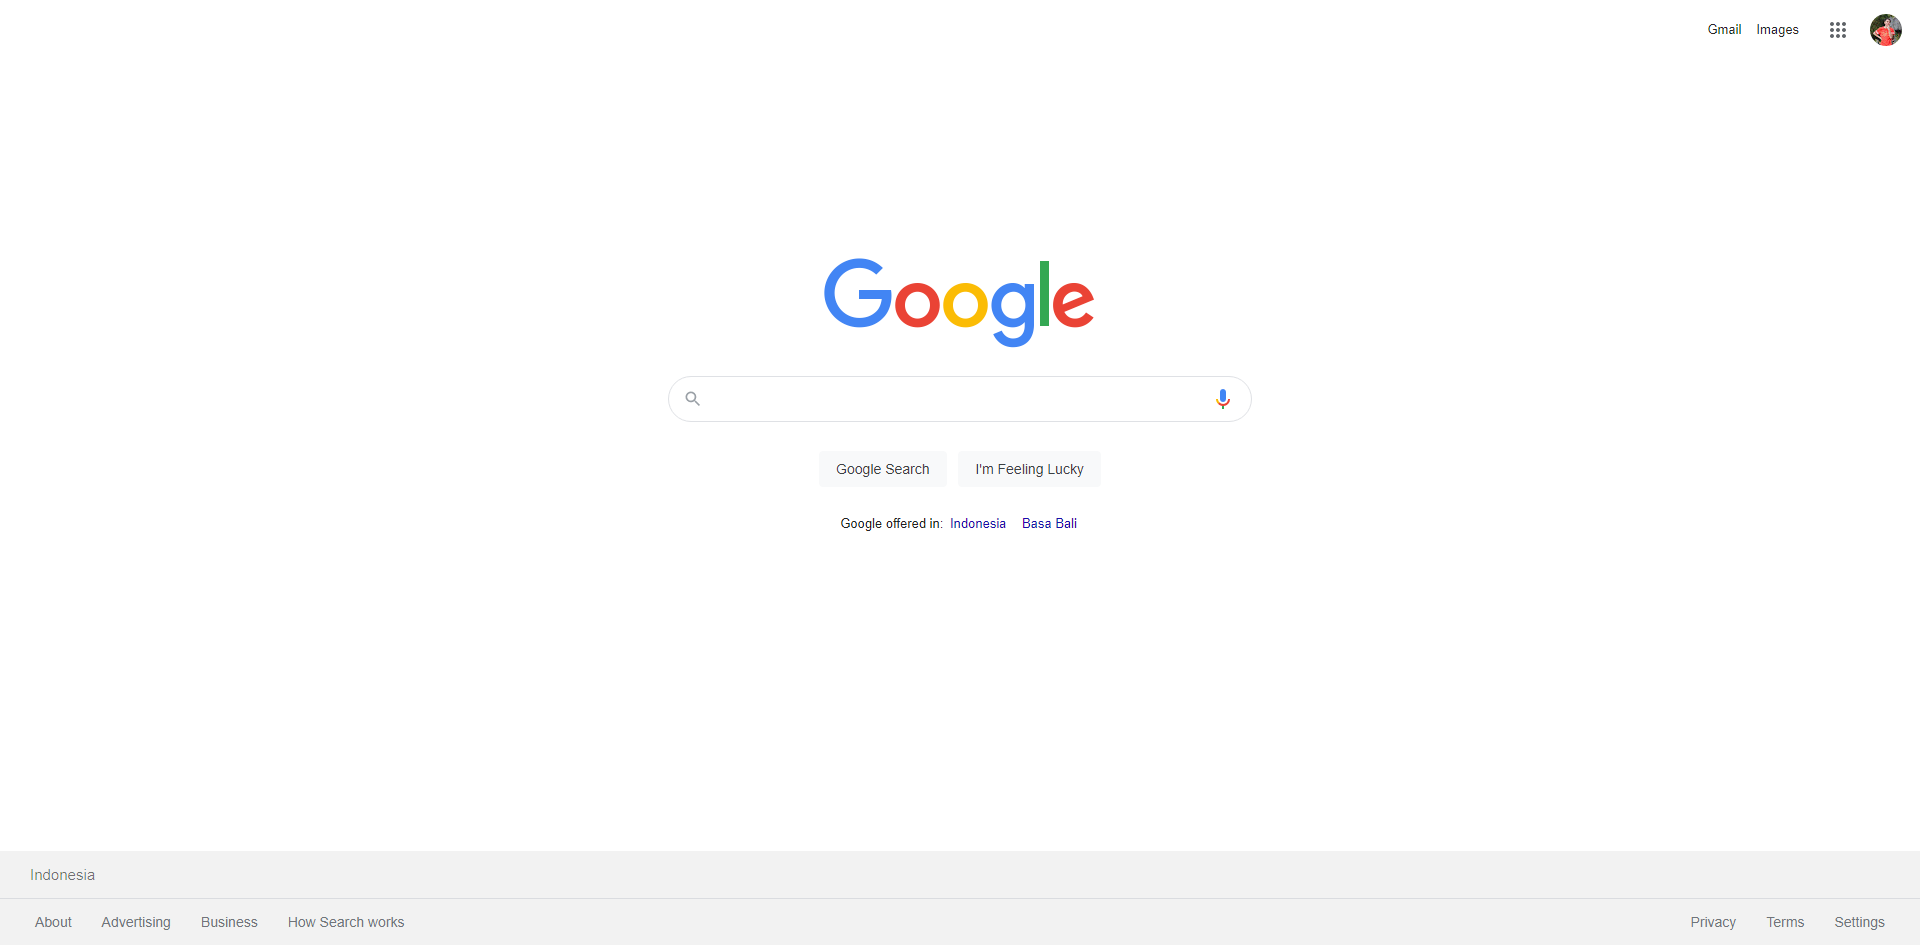 Gmail Images
Google
Google Search I'm Feeling Lucky
Google offered in: Indonesia Basa Bali
Indonesia
About Advertising Business How Search works Privacy Terms Settings